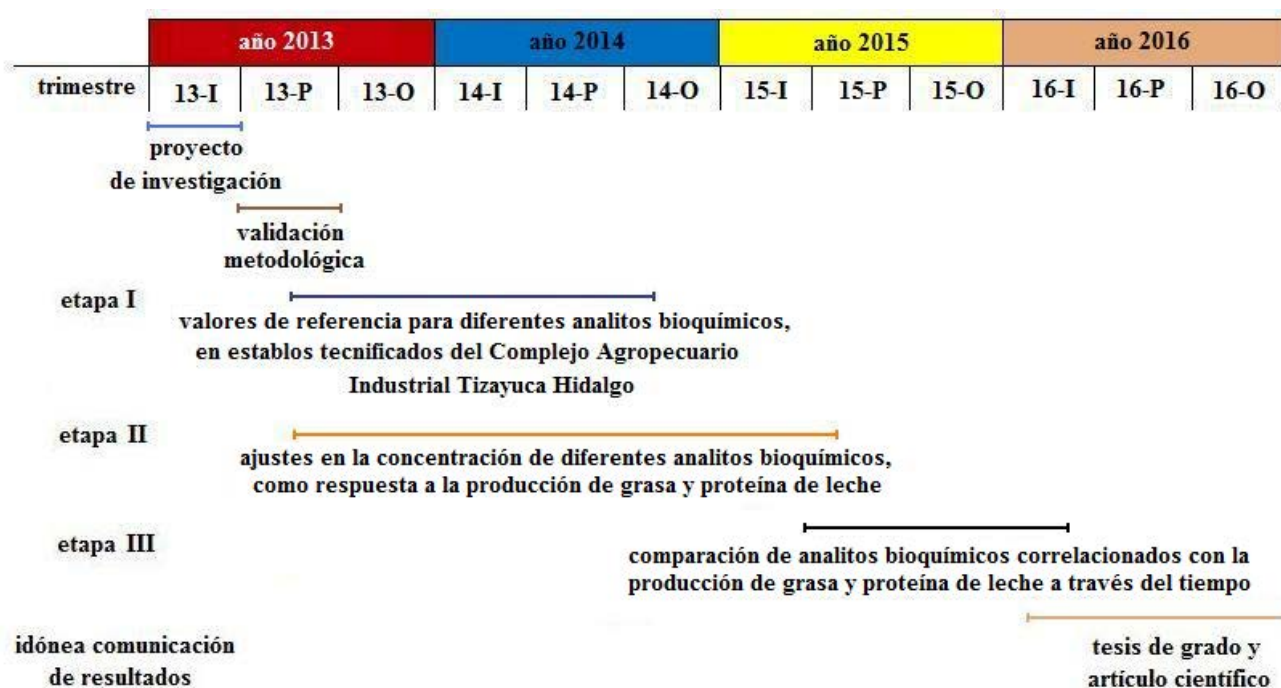 año 2013 año 2014 año 2015 año 2016
trimestre 13-I 13-P 13-O 14-I 14-P 14-O 15-I 15-P 15-O 16-I 16-P 16-O
proyecto
de investigación
validación
metodológica
etapa I
valores de referencia para diferentes analitos bioquímicos,
en establos tecnificados del Complejo Agropecuario
Industrial Tizayuca Hidalgo
etapa II
ajustes en la concentración de diferentes analitos bioquímicos,
como respuesta a la producción de grasa y proteína de leche
etapa III
comparación de analitos bioquímicos correlacionados con la
producción de grasa y proteína de leche a través del tiempo
idónea comunicación
de resultados
tesis de grado y
artículo científico